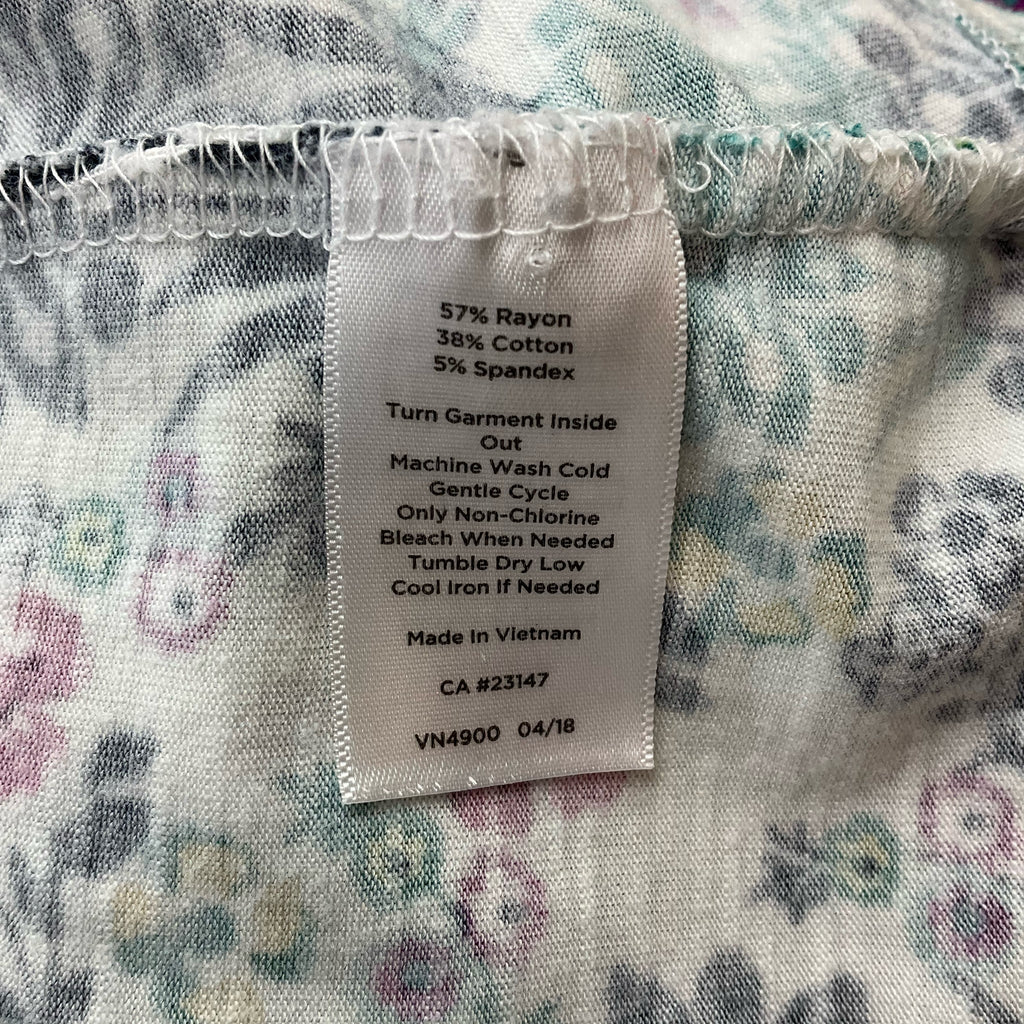 57% Rayon
38% Cotton
5% Spandex
Turn Garment Inside
Out
Machine Wash Cold
Gentle Cycle
Only Non-Chlorine
Bleach When Needed
Tumble Dry Low
Cool Iron If Needed
Made In Vietnam
CA #23147
VN4900 04/18